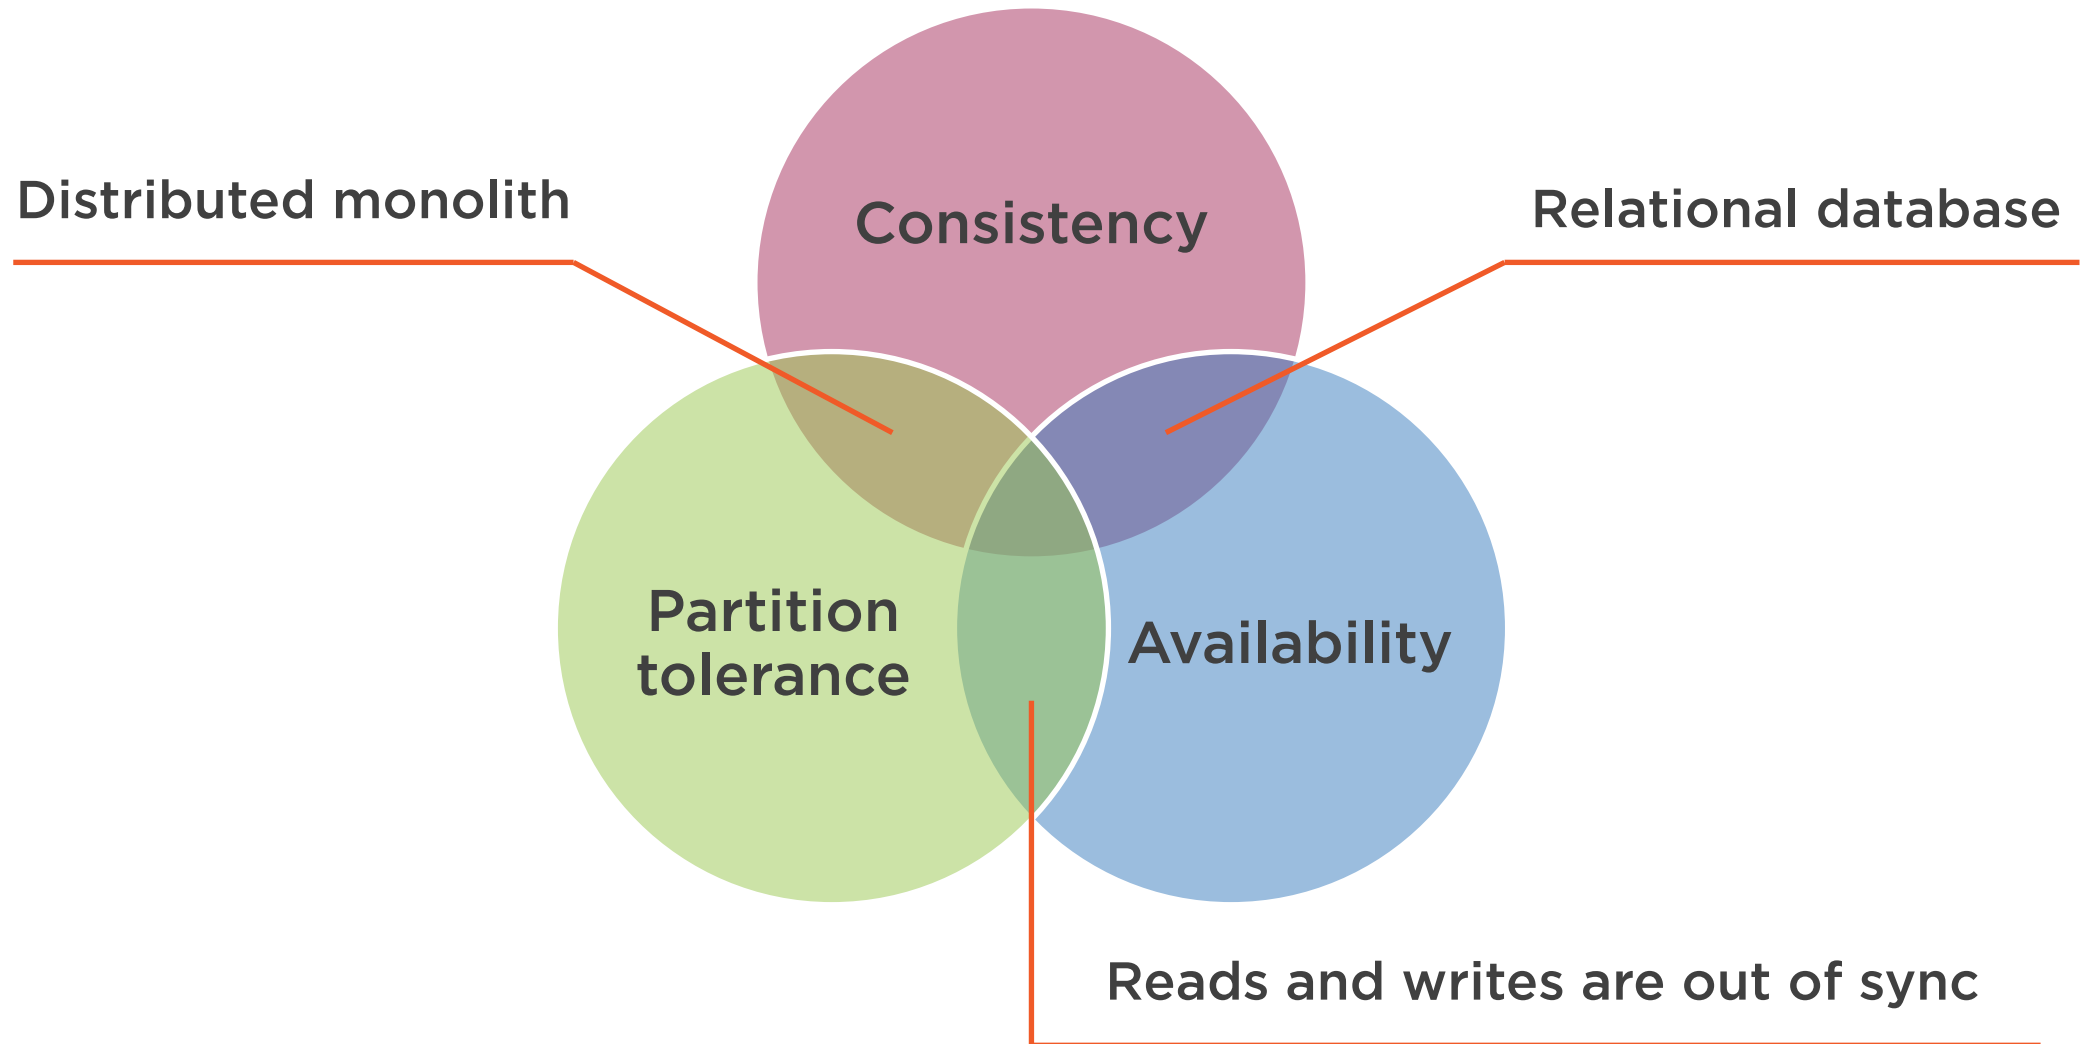 Distributed monolith
Consistency
Relational database
Partition
tolerance
Availability
Reads and writes are out of sync